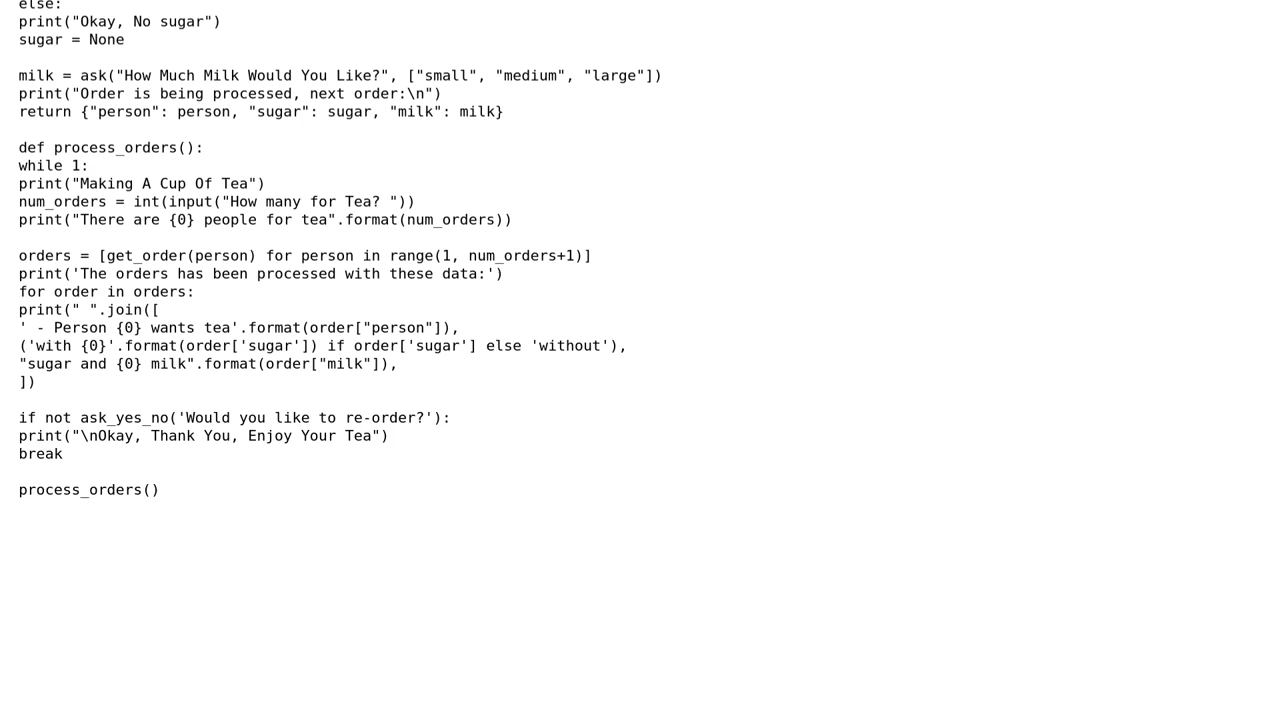 else:
print("Okay, No sugar")
sugar = None

milk = ask("How Much Milk Would You Like?", ["small", "medium", "large"])
print("Order is being processed, next order:\n")
return {"person": person, "sugar": sugar, "milk": milk}

def process_orders():
while 1:
print("Making A Cup Of Tea")
num_orders = int(input("How many for Tea? "))
print("There are {0} people for tea".format(num_orders))

orders = [get_order(person) for person in range(1, num_orders+1)]
print('The orders has been processed with these data:')
for order in orders:
print(" ".join([
' - Person {0} wants tea'.format(order["person"]),
('with {0}'.format(order['sugar']) if order['sugar'] else 'without'),
"sugar and {0} milk".format(order["milk"]),
])

if not ask_yes_no('Would you like to re-order?'):
print("\nOkay, Thank You, Enjoy Your Tea")
break

process_orders()